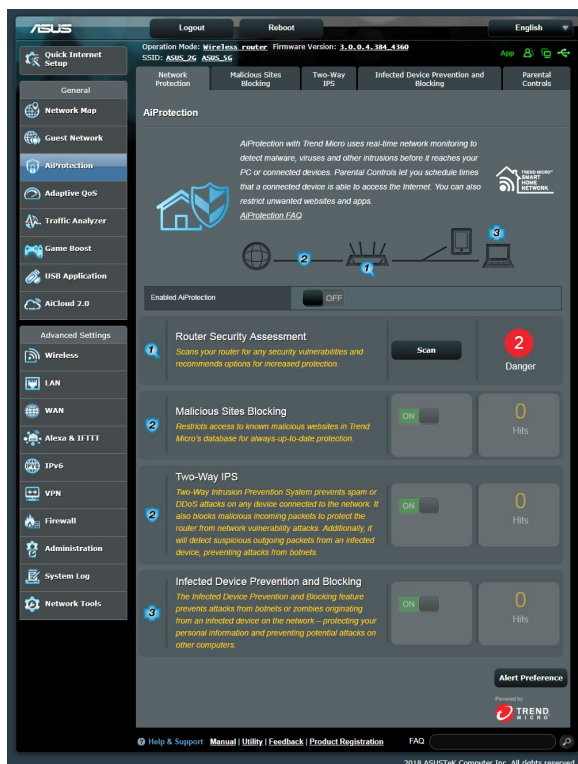 ASUS
Logout
Reboot
English
Quick Internet
Setup
Operation Mode: Wireless router Firmware Version: 3.0.0.4.384_4360
SSID: ASUS_2G ASUS_5G
App
General
Network Map
Guest Network
AiProtection
Adaptive QoS
Traffic Analyzer
Game Boost
USB Application
AiCloud 2.0
Advanced Settings
Wireless
LAN
WAN
Alexa & IFTTT
IPv6
VPN
Firewall
Administration
System Log
Network Tools
Network
Protection
Malicious Sites
Blocking
Two-Way
IPS
Infected Device Prevention and
Blocking
Parental
Controls
AiProtection
AiProtection with Trend Micro uses real-time network monitoring to
detect malware, viruses and other intrusions before it reaches your
PC or connected devices. Parental Controls let you schedule times
that a connected device is able to access the Internet. You can also
restrict unwanted websites and apps.
AiProtection FAQ
TREND MICRO™
SMART
HOME
NETWORK
2
1
3
Enabled AiProtection
OFF
1
Router Security Assessment
Scans your router for any security vulnerabilities and
recommends options for increased protection.
Scan
2
Danger
2
Malicious Sites Blocking
Restricts access to known malicious websites in Trend
Micro's database for always-up-to-
date protection.
ON
0
Hits
2
Two-Way IPS
Two-Way Intrusion Prevention System prevents spam or
DDoS attacks on any device connected to the network. It
also blocks malicious incoming packets to protect the
router from network vulnerability attacks. Additionally, it
will detect suspicious outgoing packets from an infected
device, preventing attacks from botnets.
ON
0
Hits
3
Infected Device Prevention and Blocking
The Infected Device Prevention and Blocking feature
prevents attacks from botnets or zombies originating
from an infected device on the network – protecting your
personal information and preventing potential attacks on
other computers.
ON
0
Hits
Alert Preference
Powered by
TREND
MICRO
Help & Support Manual | Utility | Feedback | Product Registration FAQ
2018 ASUSTeK Computer Inc. All rights reserved